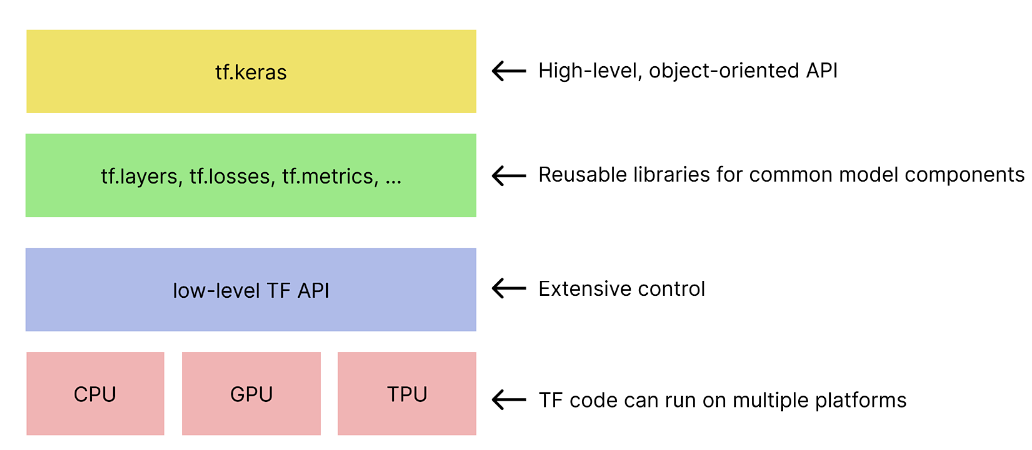 tf.keras
High-level, object-oriented API
tf.layers, tf.losses, tf.metrics, ...
Reusable libraries for common model components
low-level TF API
Extensive control
CPU
GPU
TPU
TF code can run on multiple platforms